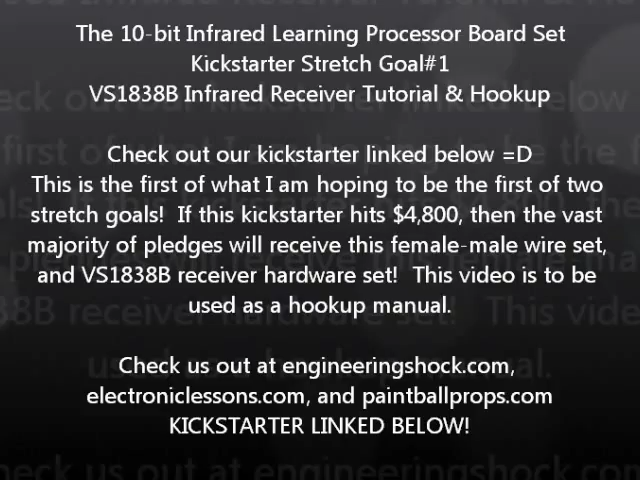 The 10-bit Infrared Learning Processor Board Set
Kickstarter Stretch Goal#1
VS1838B Infrared Receiver Tutorial & Hookup
Check out our kickstarter linked below =D
This is the first of what I am hoping to be the first of two
stretch goals!  If this kickstarter hits $4,800, then the vast
majority of pledges will receive this female-male wire set,
and VS1838B receiver hardware set!  This video is to be
used as a hookup manual.
Check us out at engineeringshock.com,
electroniclessons.com, and paintballprops.com
KICKSTARTER LINKED BELOW!